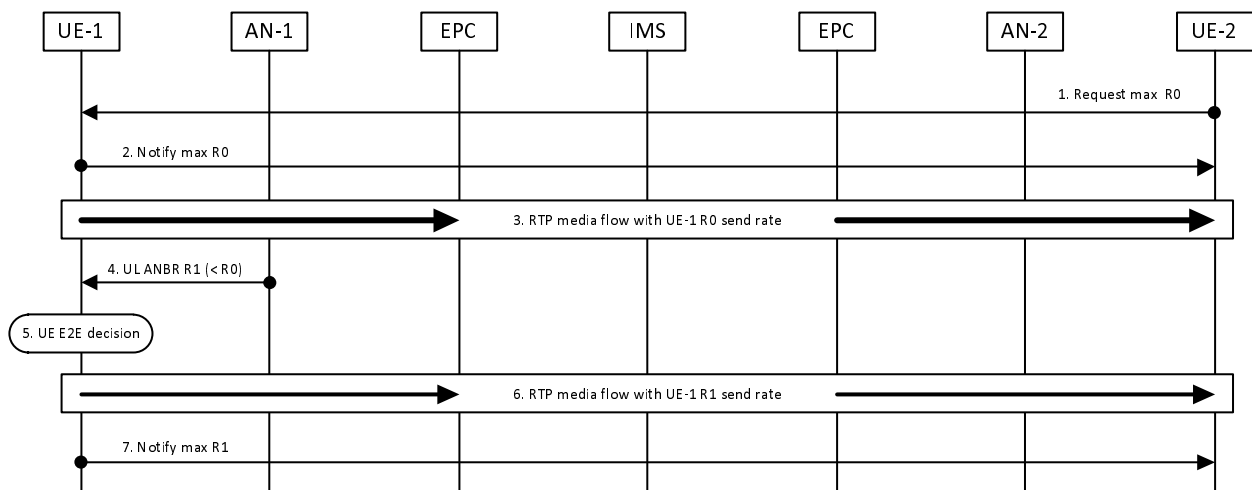 UE-1
AN-1
EPC
IMS
EPC
AN-2
UE-2
1. Request max R0
2. Notify max R0
3. RTP media flow with UE-1 R0 send rate
4. UL ANBR R1 (< R0)
5. UE E2E decision
6. RTP media flow with UE-1 R1 send rate
7. Notify max R1